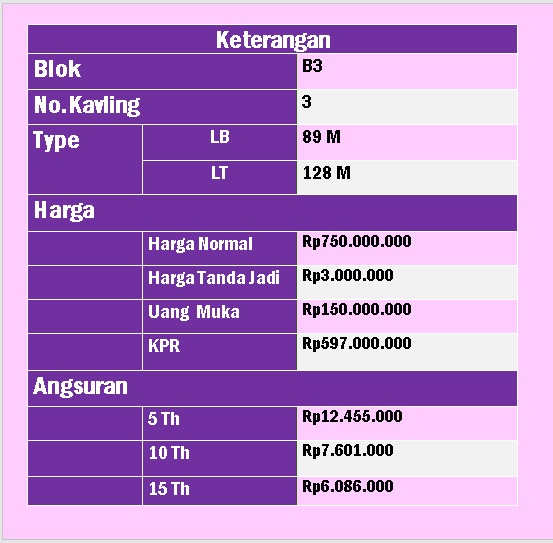 Keterangan
Blok B3
No.Kavling 3
Type LB 89 M
LT 128 M
Harga
Harga Normal Rp750.000.000
Harga Tanda Jadi Rp3.000.000
Uang Muka Rp150.000.000
KPR Rp597.000.000
Angsuran
5 Th Rp12.455.000
10 Th Rp7.601.000
15 Th Rp6.086.000